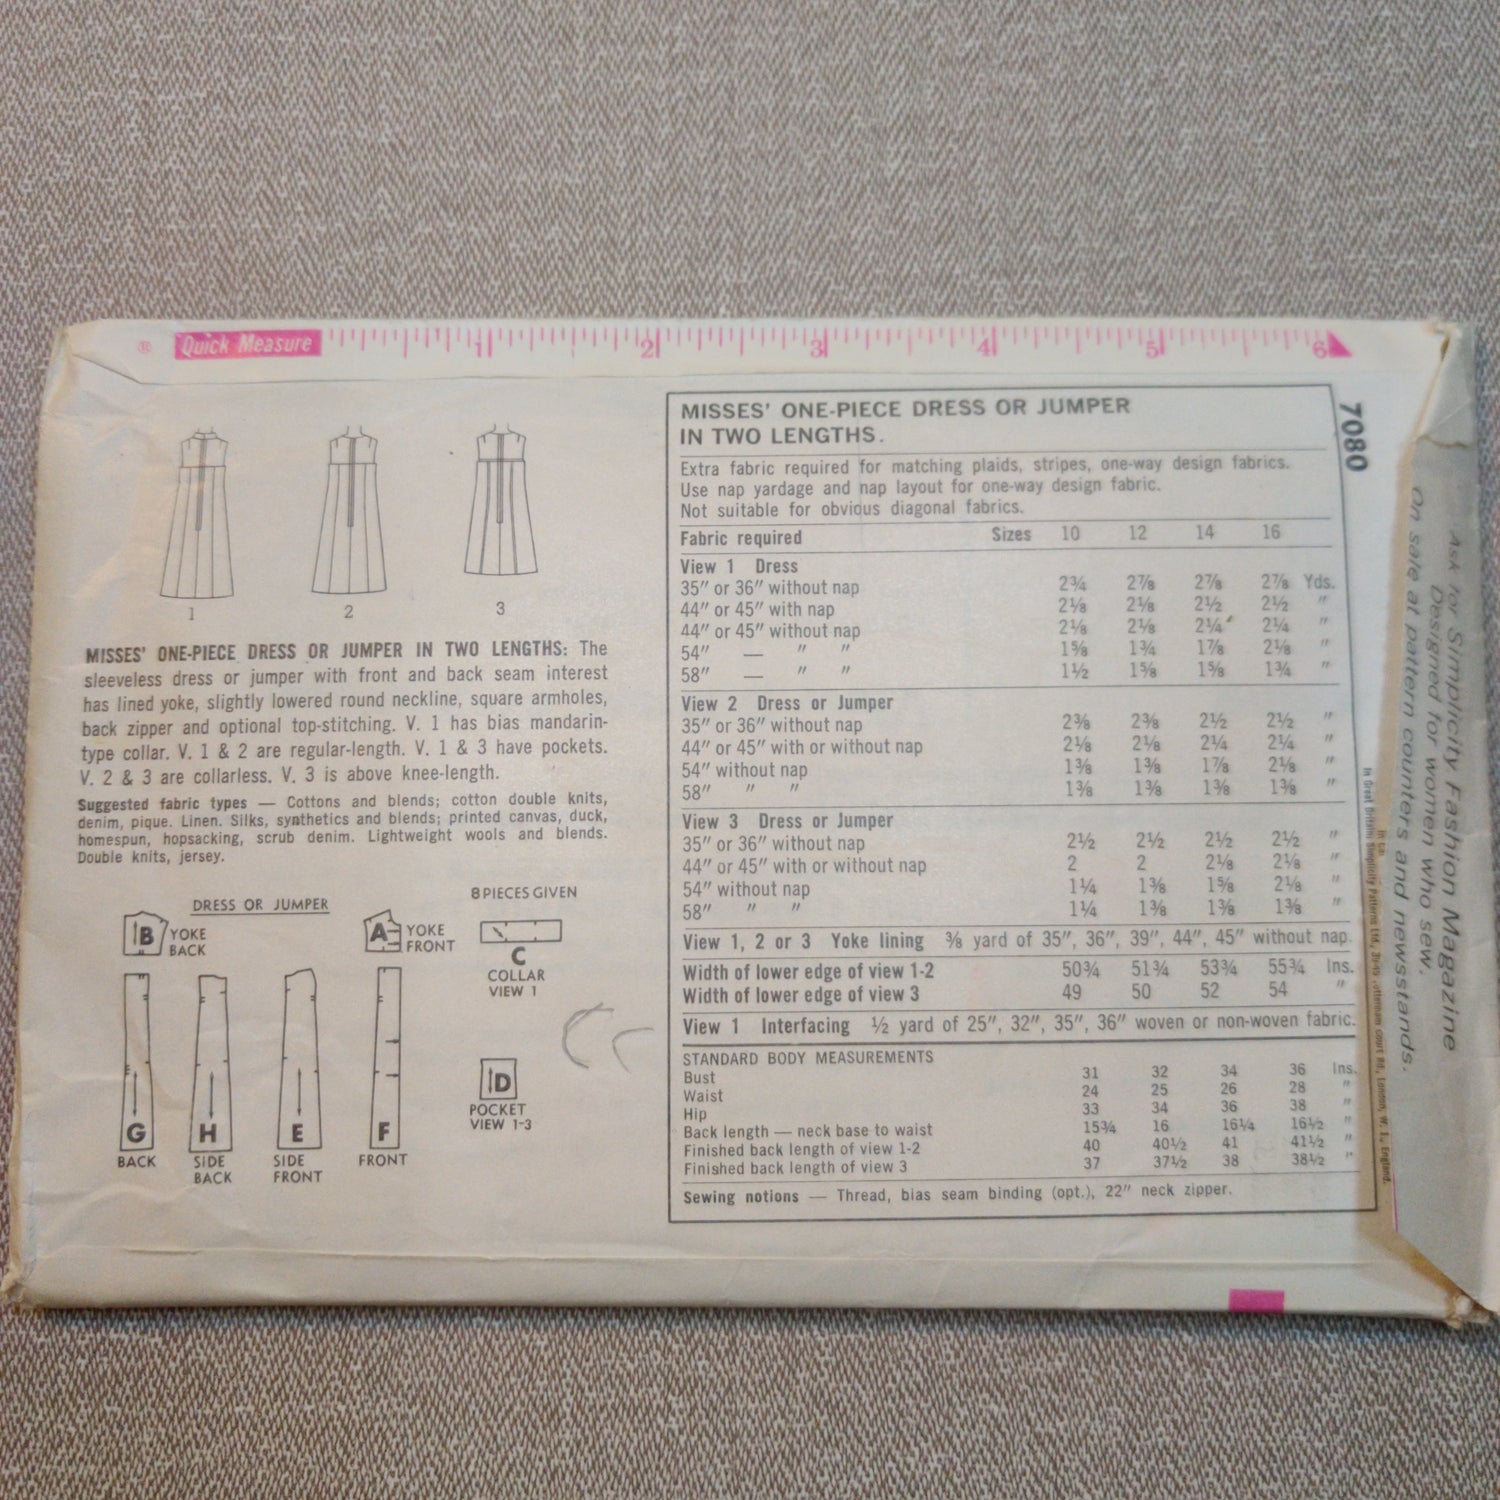 ® Quick Measure 1 2 3 4 5 6
1
2
3
MISSES' ONE-PIECE DRESS OR JUMPER IN TWO LENGTHS: The
sleeveless dress or jumper with front and back seam interest
has lined yoke, slightly lowered round neckline, square armholes,
back zipper and optional top-stitching. V. 1 has bias mandarin-
type collar. V. 1 & 2 are regular-length. V. 1 & 3 have pockets.
V. 2 & 3 are collarless. V. 3 is above knee-length.
Suggested fabric types — Cottons and blends; cotton double knits,
denim, pique. Linen. Silks, synthetics and blends; printed canvas, duck,
homespun, hopsacking, scrub denim. Lightweight wools and blends.
Double knits, jersey.
DRESS OR JUMPER
8 PIECES GIVEN
B YOKE
BACK
A YOKE
FRONT
C
COLLAR
VIEW 1
G
BACK
H
SIDE
BACK
E
SIDE
FRONT
F
FRONT
D
POCKET
VIEW 1-3
MISSES' ONE-PIECE DRESS OR JUMPER
IN TWO LENGTHS.
Extra fabric required for matching plaids, stripes, one-way design fabrics.
Use nap yardage and nap layout for one-way design fabric.
Not suitable for obvious diagonal fabrics.
Fabric required Sizes 10 12 14 16
View 1 Dress
35" or 36" without nap 2¾ 2⅞ 2⅞ 2⅞ Yds.
44" or 45" with nap 2⅛ 2⅛ 2½ 2½ "
44" or 45" without nap 2⅛ 2⅛ 2¼ 2¼ "
54" — " " 1⅝ 1¾ 1⅞ 2⅛ "
58" — " " 1½ 1⅝ 1⅝ 1¾ "
View 2 Dress or Jumper
35" or 36" without nap 2⅜ 2⅜ 2½ 2½ "
44" or 45" with or without nap 2⅛ 2⅛ 2¼ 2¼ "
54" without nap 1⅜ 1⅜ 1⅞ 2⅛ "
58" " " 1⅜ 1⅜ 1⅜ 1⅜ "
View 3 Dress or Jumper
35" or 36" without nap 2½ 2½ 2½ 2½ "
44" or 45" with or without nap 2 2 2⅛ 2⅛ "
54" without nap 1¼ 1⅜ 1⅝ 2⅛ "
58" " " 1¼ 1⅜ 1⅜ 1⅜ "
View 1, 2 or 3 Yoke lining ⅜ yard of 35", 36", 39", 44", 45" without nap.
Width of lower edge of view 1-2 50¾ 51¾ 53¾ 55¾ Ins.
Width of lower edge of view 3 49 50 52 54 "
View 1 Interfacing ½ yard of 25", 32", 35", 36" woven or non-woven fabric.
STANDARD BODY MEASUREMENTS
Bust 31 32 34 36 Ins.
Waist 24 25 26 28 "
Hip 33 34 36 38 "
Back length — neck base to waist 15¾ 16 16¼ 16½ "
Finished back length of view 1-2 40 40½ 41 41½ "
Finished back length of view 3 37 37½ 38 38½ "
Sewing notions — Thread, bias seam binding (opt.), 22" neck zipper.
7080
Ask for Simplicity Fashion Magazine
Designed for women who sew.
On sale at pattern counters and newsstands.
In Great Britain: Simplicity Patterns Ltd., Court Rd., London, W. 1., England.